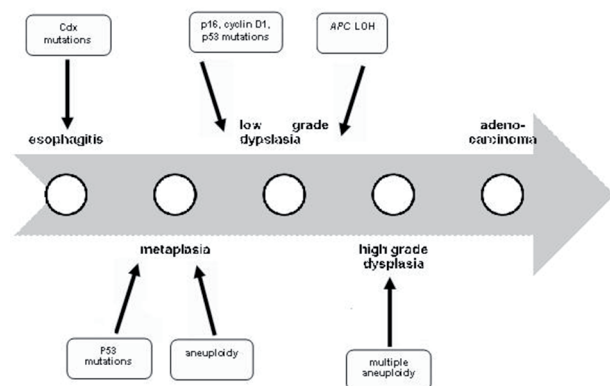 Cdx
mutations
p16, cyclin D1,
p53 mutations
APC LOH
esophagitis
low grade
dypslasia
adeno-
carcinoma
metaplasia
high grade
dysplasia
P53
mutations
aneuploidy
multiple
aneuploidy